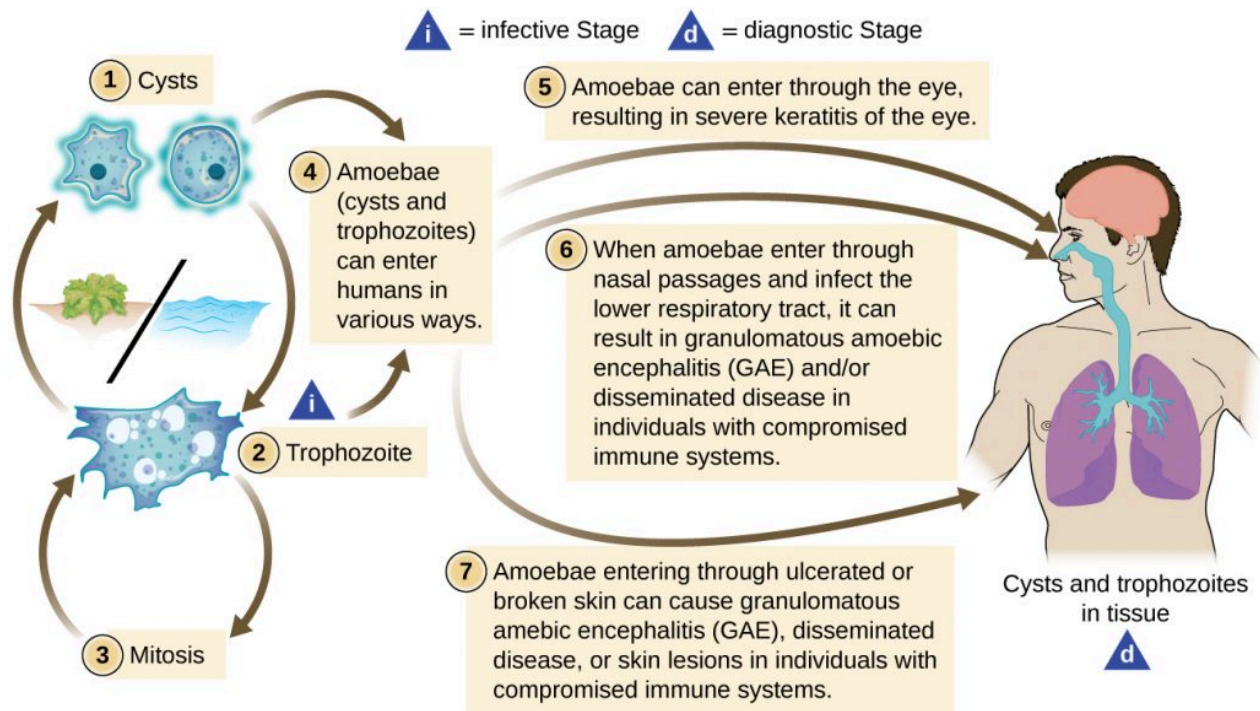 i = infective Stage
d = diagnostic Stage
1 Cysts
2 Trophozoite
i
3 Mitosis
4 Amoebae
(cysts and
trophozoites)
can enter
humans in
various ways.
5 Amoebae can enter through the eye,
resulting in severe keratitis of the eye.
6 When amoebae enter through
nasal passages and infect the
lower respiratory tract, it can
result in granulomatous amoebic
encephalitis (GAE) and/or
disseminated disease in
individuals with compromised
immune systems.
7 Amoebae entering through ulcerated or
broken skin can cause granulomatous
amebic encephalitis (GAE), disseminated
disease, or skin lesions in individuals with
compromised immune systems.
Cysts and trophozoites
in tissue
d